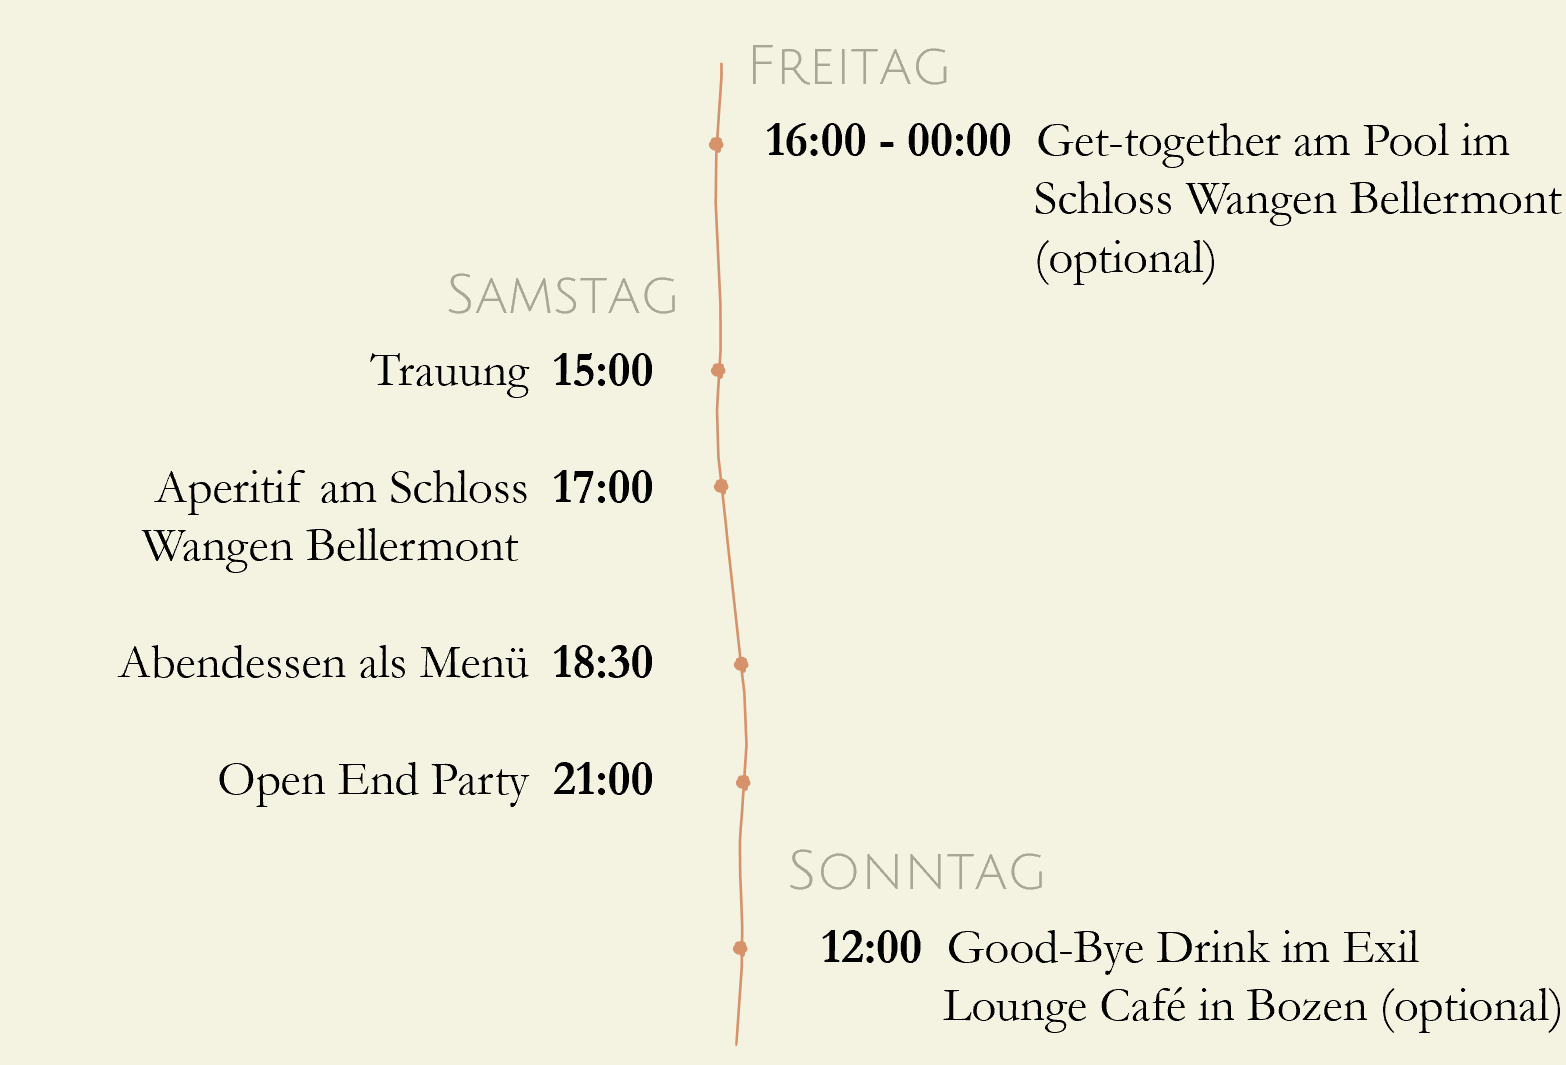 FREITAG
16:00 - 00:00 Get-together am Pool im
Schloss Wangen Bellermont
(optional)
SAMSTAG
Trauung 15:00
Aperitif am Schloss 17:00
Wangen Bellermont
Abendessen als Menü 18:30
Open End Party 21:00
SONNTAG
12:00 Good-Bye Drink im Exil
Lounge Café in Bozen (optional)